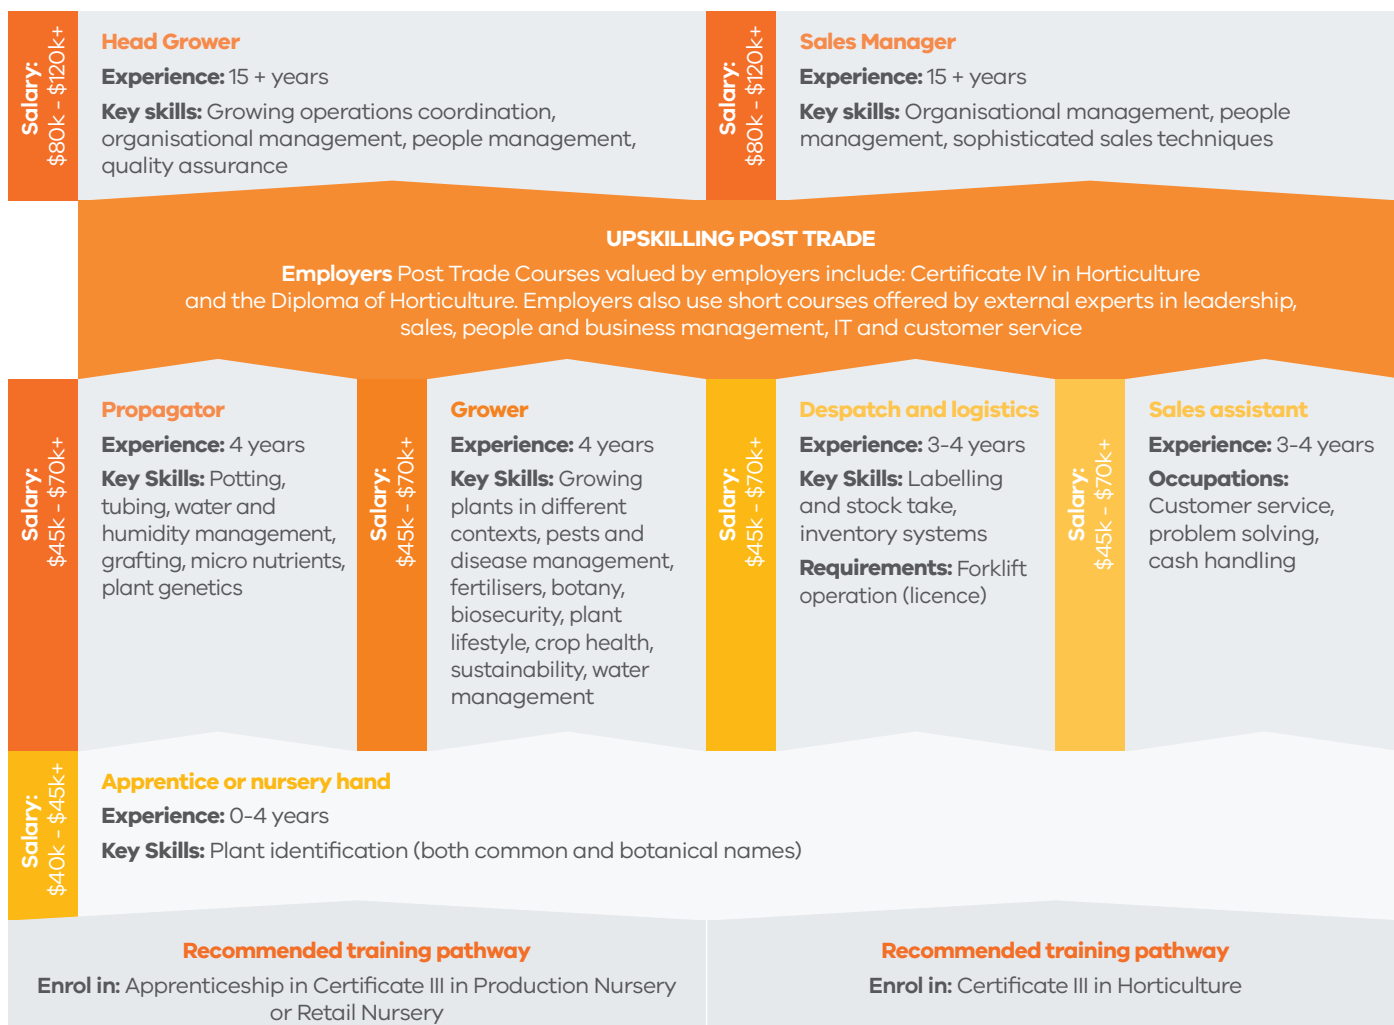 Salary:
$80k - $120k+
Head Grower
Experience: 15 + years
Key skills: Growing operations coordination,
organisational management, people management,
quality assurance
Salary:
$80k - $120k+
Sales Manager
Experience: 15 + years
Key skills: Organisational management, people
management, sophisticated sales techniques
UPSKILLING POST TRADE
Employers Post Trade Courses valued by employers include: Certificate IV in Horticulture
and the Diploma of Horticulture. Employers also use short courses offered by external experts in leadership,
sales, people and business management, IT and customer service
Salary:
$45k - $70k+
Propagator
Experience: 4 years
Key Skills: Potting,
tubing, water and
humidity management,
grafting, micro nutrients,
plant genetics
Salary:
$45k - $70k+
Grower
Experience: 4 years
Key Skills: Growing
plants in different
contexts, pests and
disease management,
fertilisers, botany,
biosecurity, plant
lifestyle, crop health,
sustainability, water
management
Salary:
$45k - $70k+
Despatch and logistics
Experience: 3-4 years
Key Skills: Labelling
and stock take,
inventory systems
Requirements: Forklift
operation (licence)
Salary:
$45k - $70k+
Sales assistant
Experience: 3-4 years
Occupations:
Customer service,
problem solving,
cash handling
Salary:
$40k - $45k+
Apprentice or nursery hand
Experience: 0-4 years
Key Skills: Plant identification (both common and botanical names)
Recommended training pathway
Enrol in: Apprenticeship in Certificate III in Production Nursery
or Retail Nursery
Recommended training pathway
Enrol in: Certificate III in Horticulture